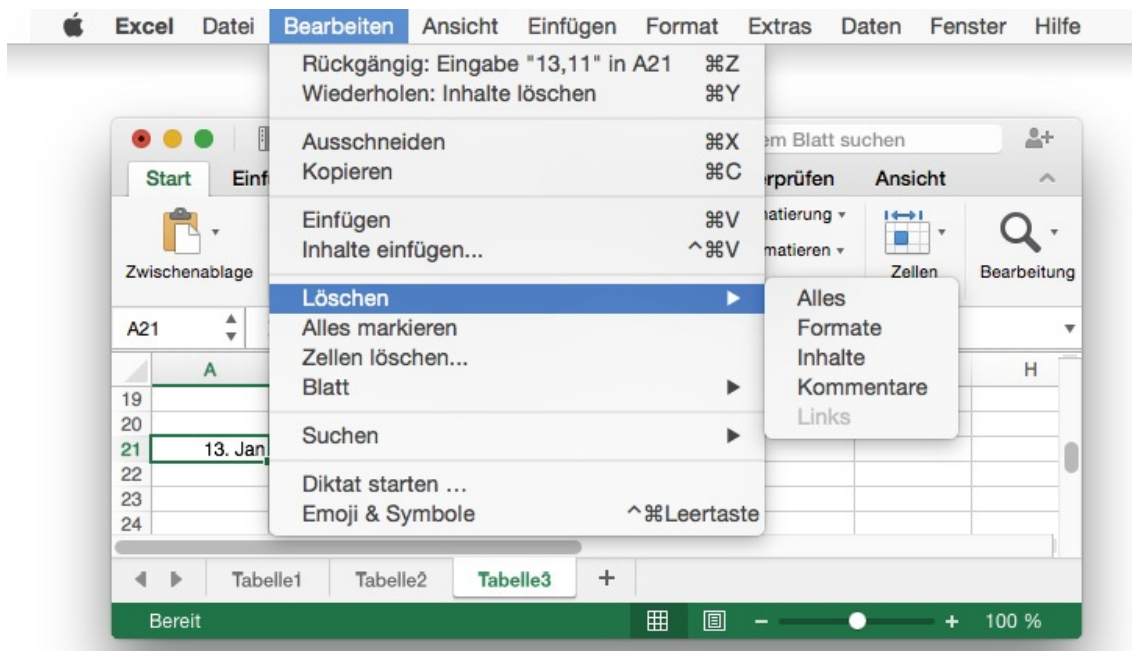 Excel Datei Bearbeiten Ansicht Einfügen Format Extras Daten Fenster Hilfe
Rückgängig: Eingabe "13,11" in A21 ⌘Z
Wiederholen: Inhalte löschen ⌘Y
Ausschneiden ⌘X
Kopieren ⌘C
Einfügen ⌘V
Inhalte einfügen... ^⌘V
Löschen
Alles markieren
Zellen löschen...
Blatt
Suchen
Diktat starten ...
Emoji & Symbole ^⌘Leertaste
Alles
Formate
Inhalte
Kommentare
Links
Blatt suchen
Start Ansicht
Zwischenablage
Zellen Bearbeitung
A21
A H
19
20
21 13. Jan
22
23
24
Tabelle1 Tabelle2 Tabelle3 +
Bereit − + 100 %